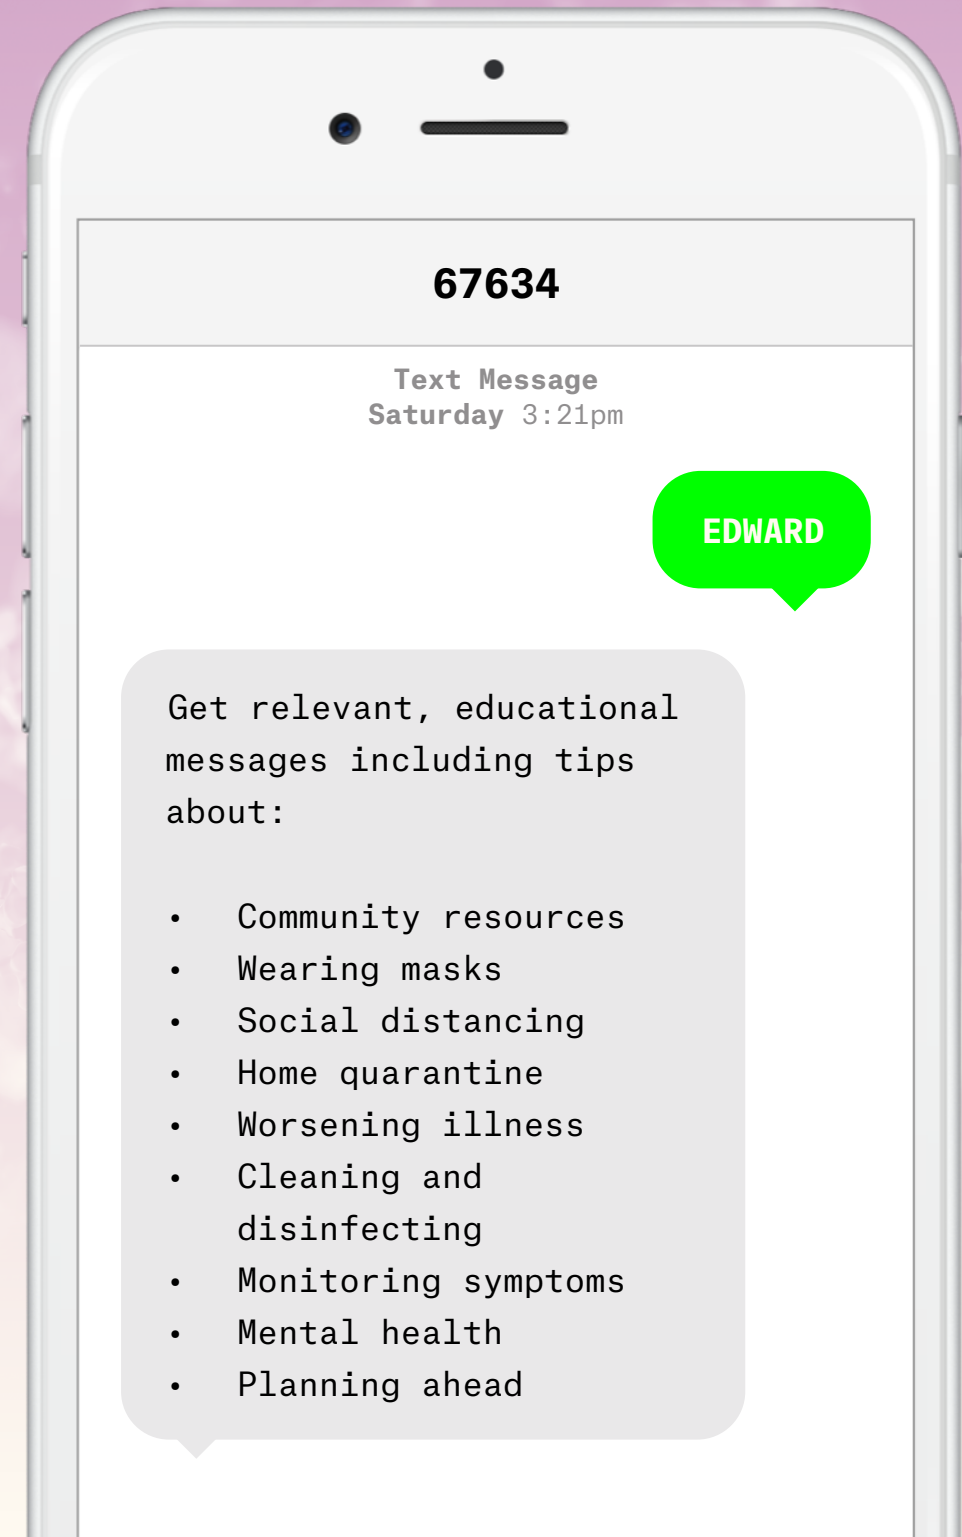 67634
Text Message
Saturday 3:21pm
EDWARD
Get relevant, educational
messages including tips
about:
• Community resources
• Wearing masks
• Social distancing
• Home quarantine
• Worsening illness
• Cleaning and
disinfecting
• Monitoring symptoms
• Mental health
• Planning ahead